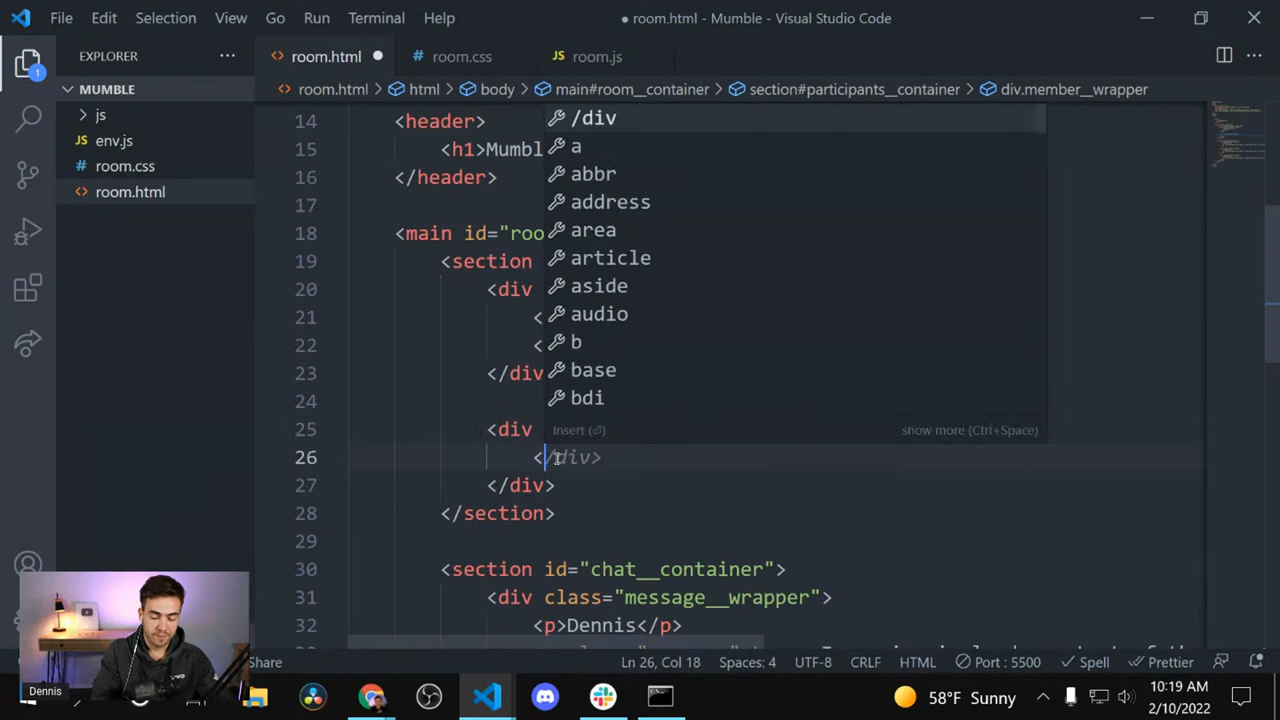 File Edit Selection View Go Run Terminal Help
● room.html - Mumble - Visual Studio Code
EXPLORER ···
room.html ●
room.css
room.js
MUMBLE
js
env.js
room.css
room.html
1
room.html > html > body > main#room__container > section#participants__container > div.member__wrapper
14 <header>
15 <h1>Mumbl
16 </header>
17
18 <main id="roo
19 <section
20 <div
21 <
22 <
23 </div
24
25 <div
26 </div>
27 </div>
28 </section>
29
30 <section id="chat__container">
31 <div class="message__wrapper">
32 <p>Dennis</p>
/div
a
abbr
address
area
article
aside
audio
b
base
bdi
Insert (⏎) show more (Ctrl+Space)
Share Ln 26, Col 18 Spaces: 4 UTF-8 CRLF HTML Port : 5500 Spell Prettier
Dennis
58°F Sunny
10:19 AM
2/10/2022